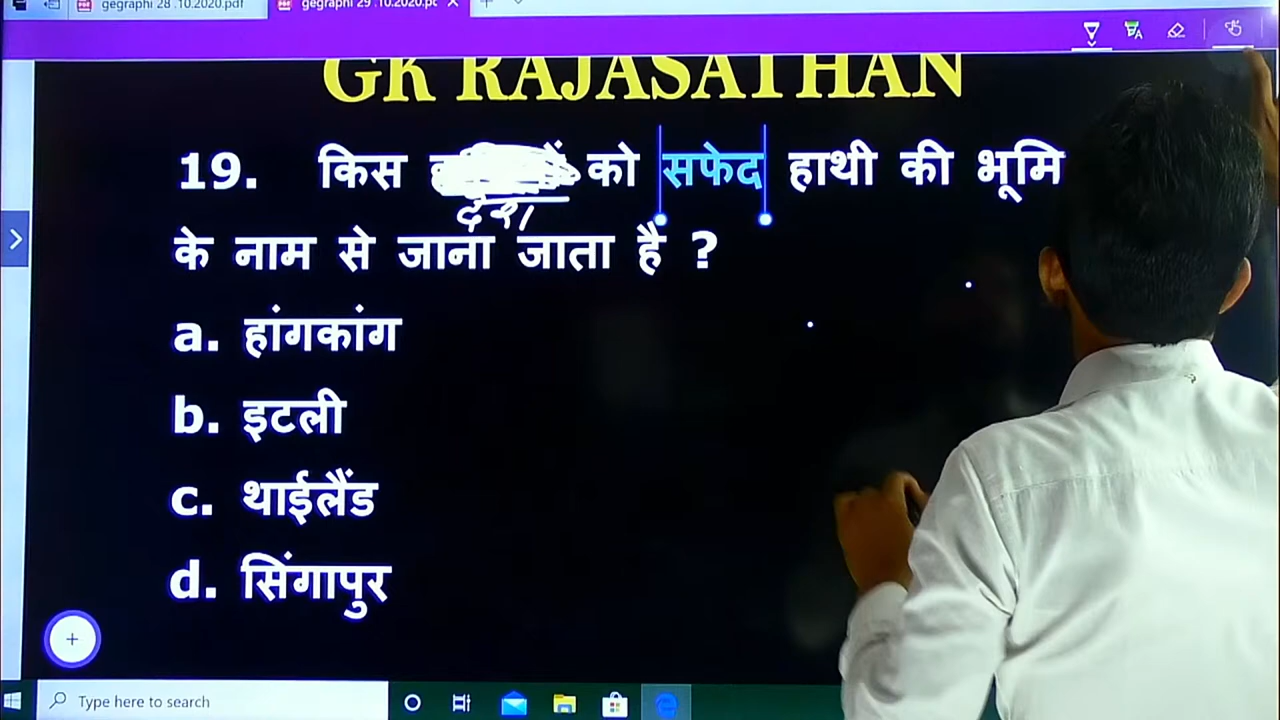 gegraphi 28 .10.2020.pdf
gegraphi 29 .10.2020.pc
GK RAJASATHAN
19. किस को सफेद हाथी की भूमि
देश
के नाम से जाना जाता है ?
a. हांगकांग
b. इटली
c. थाईलैंड
d. सिंगापुर
Type here to search